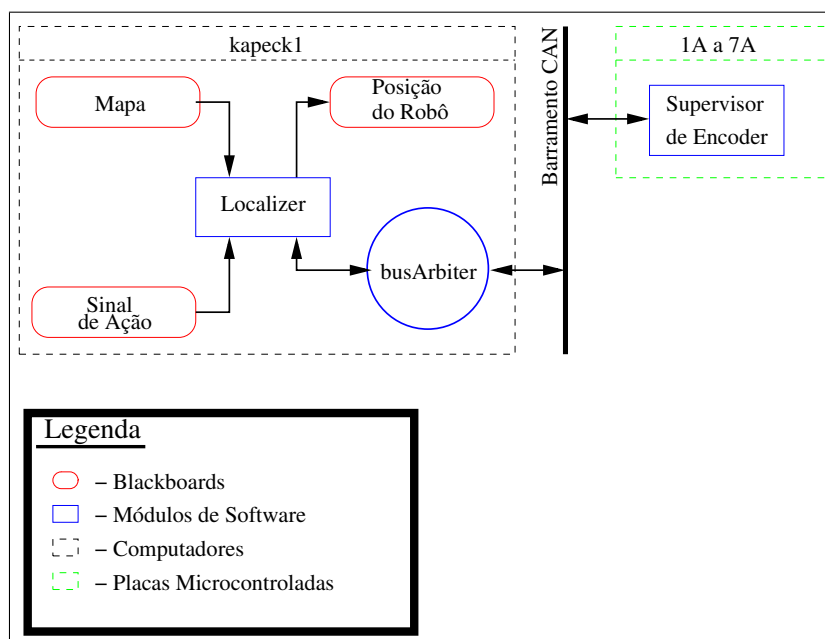 kapeck1
Mapa
Posição
do Robô
Localizer
busArbiter
Sinal
de Ação
Barramento CAN
1A a 7A
Supervisor
de Encoder
Legenda
– Blackboards
– Módulos de Software
– Computadores
– Placas Microcontroladas